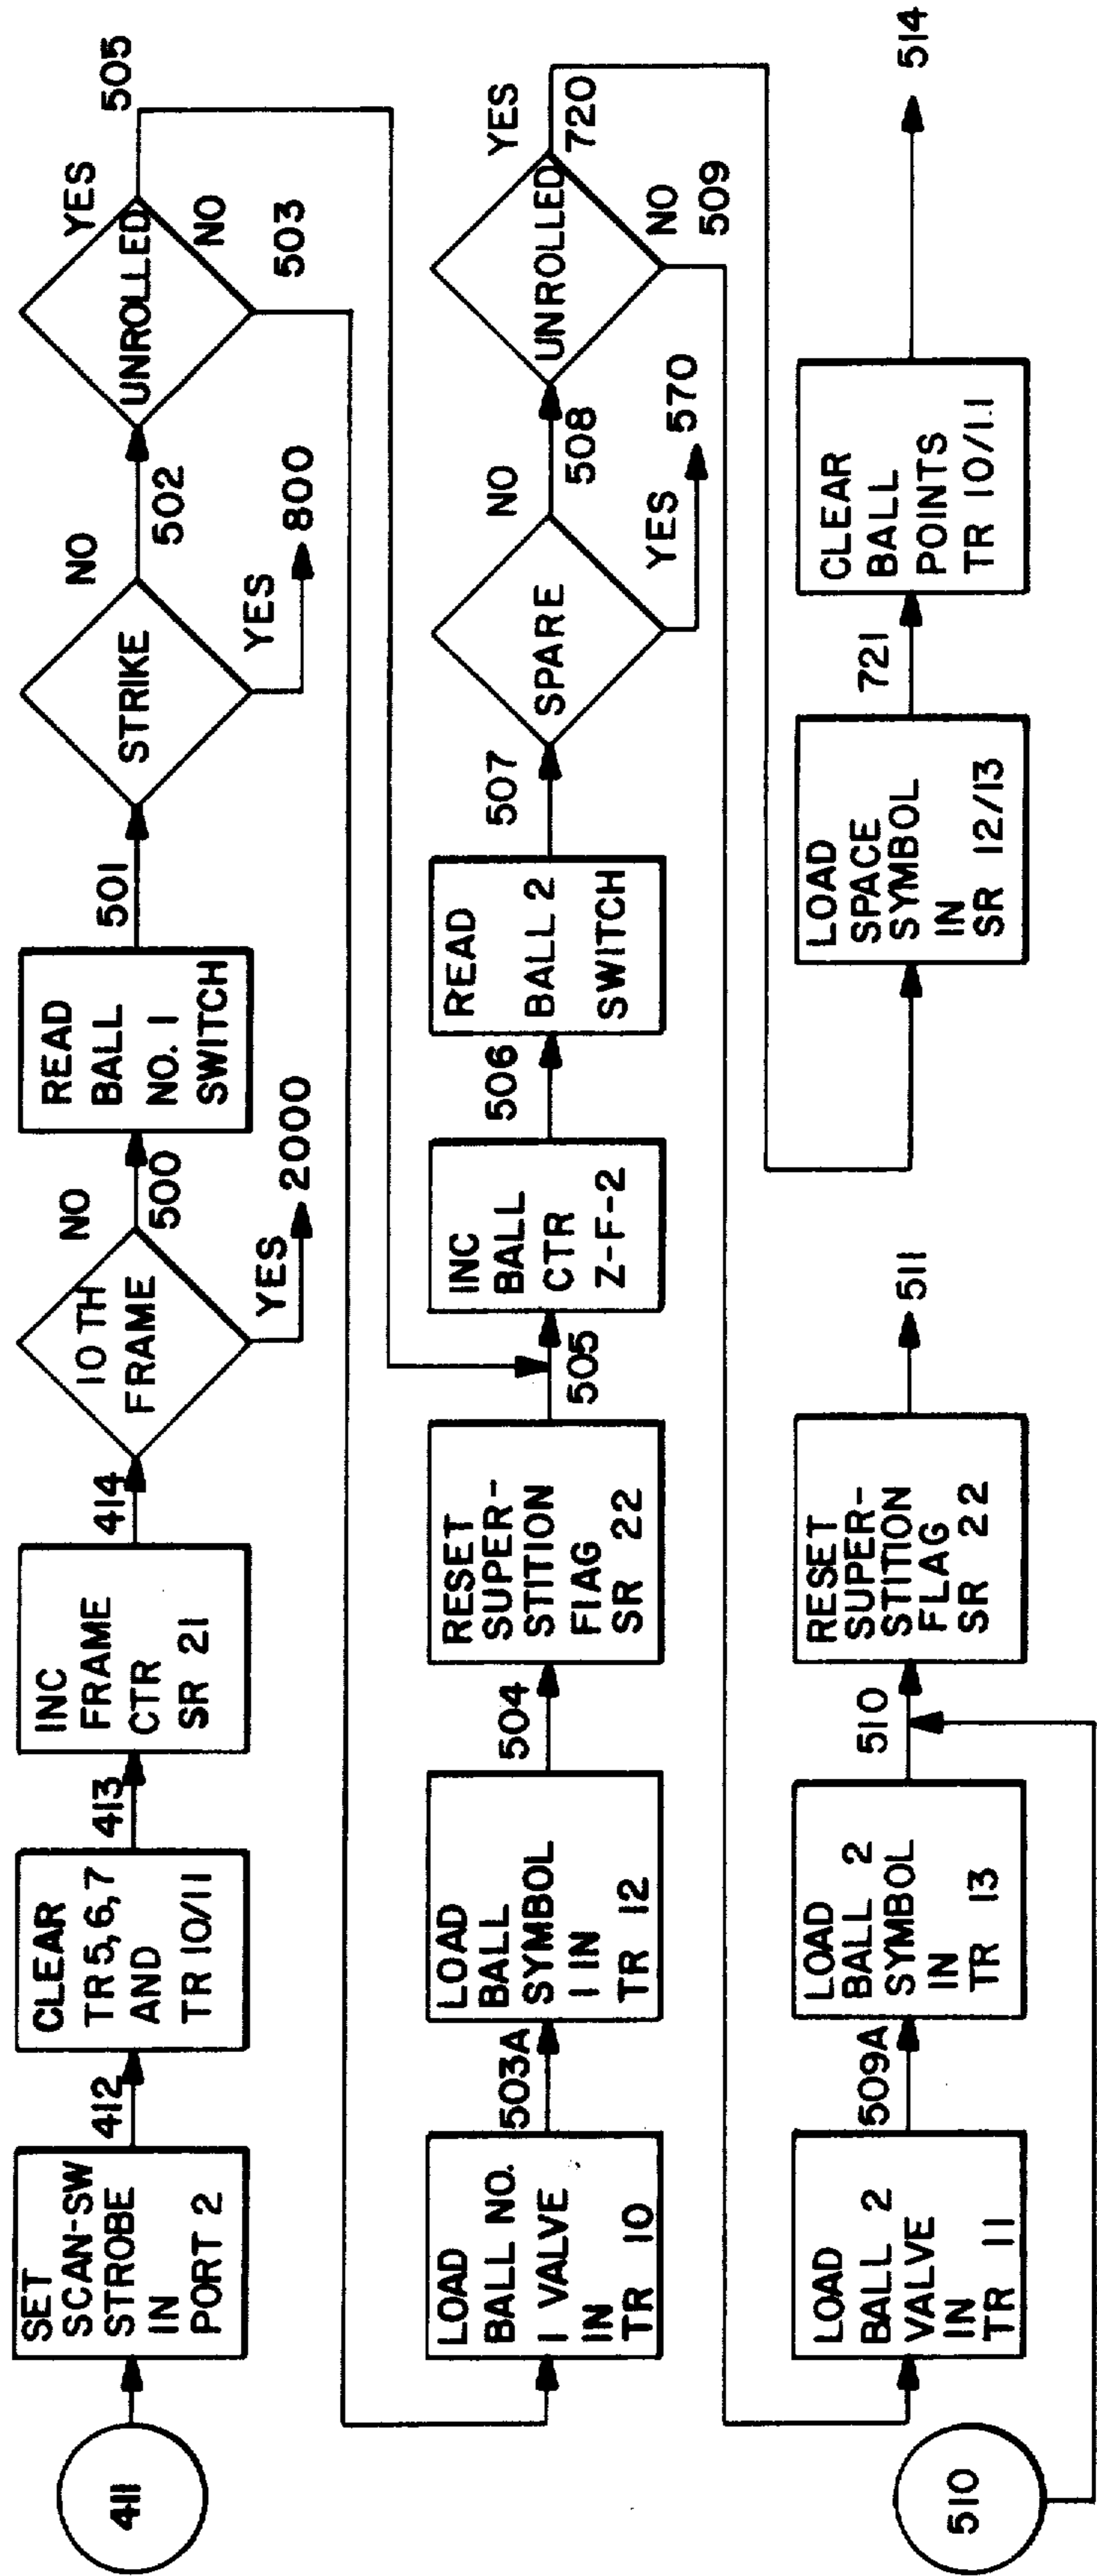 411
SET
SCAN-SW
STROBE
IN
PORT 2
412
CLEAR
TR 5,6,7
AND
TR 10/11
413
INC
FRAME
CTR
SR 21
414
10 TH
FRAME
YES
2000
NO
500
READ
BALL
NO. 1
SWITCH
501
STRIKE
YES
800
NO
502
UNROLLED
YES
505
NO
503
LOAD
BALL NO.
1 VALVE
IN
TR 10
503A
LOAD
BALL
SYMBOL
1 IN
TR 12
504
RESET
SUPER-
STITION
FIAG
SR 22
505
INC
BALL
CTR
Z-F-2
506
READ
BALL 2
SWITCH
507
SPARE
YES
570
NO
508
UNROLLED
YES
720
NO
509
LOAD
BALL 2
VALVE
IN
TR 11
509A
LOAD
BALL 2
SYMBOL
IN
TR 13
510
RESET
SUPER-
STITION
FLAG
SR 22
511
LOAD
SPACE
SYMBOL
IN
SR 12/13
721
CLEAR
BALL
POINTS
TR 10/1.1
514
510